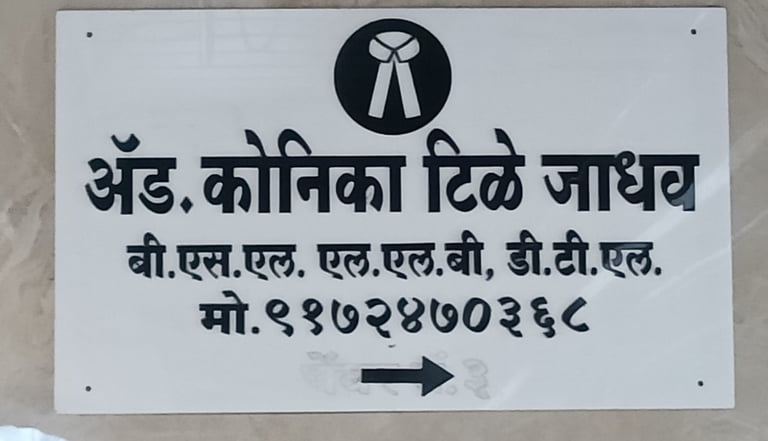 ॲड. कोनिका टिळे जाधव
बी.एस.एल. एल.एल.बी, डी.टी.एल.
मो.९१७२४७०३६८